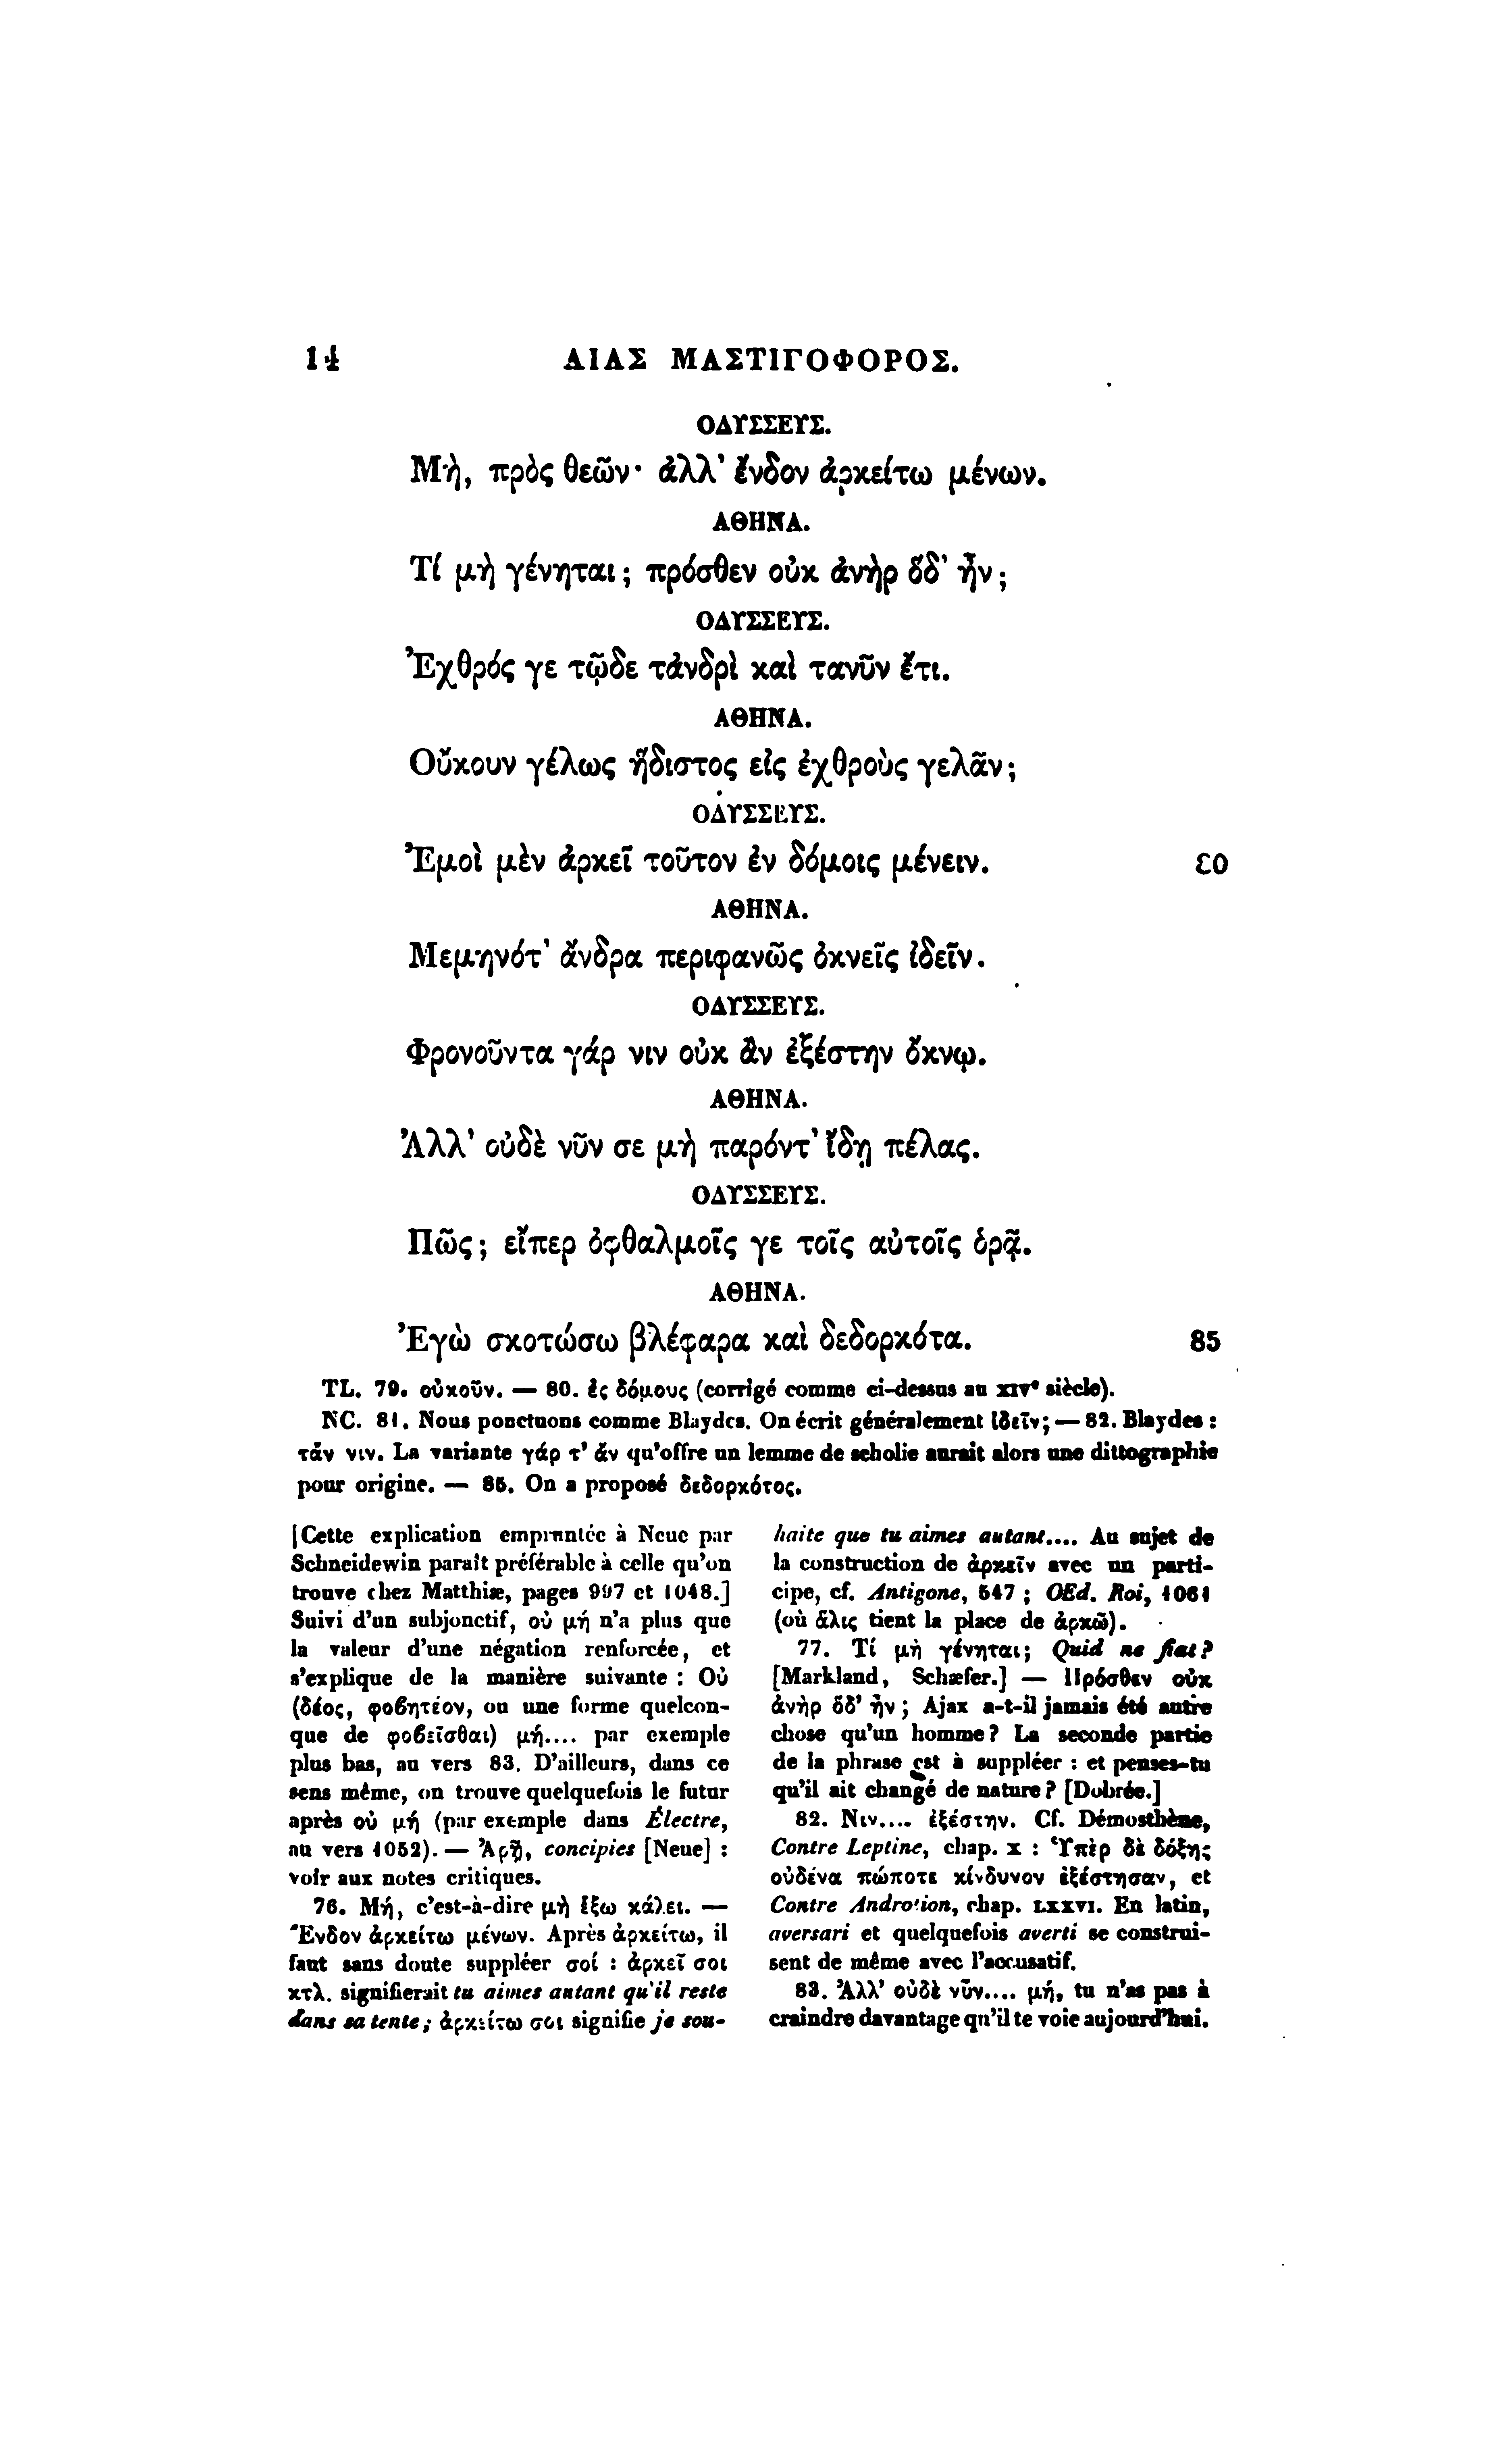 14 ΑΙΑΣ ΜΑΣΤΙΓΟΦΟΡΟΣ.
ΟΔΥΣΣΕΥΣ.
Μὴ, πρὸς θεῶν· ἀλλ' ἔνδον ἀρκείτω μένων.
ΑΘΗΝΑ.
Τί μὴ γένηται; πρόσθεν οὐκ ἀνὴρ ὅδ' ἦν;
ΟΔΥΣΣΕΥΣ.
Ἐχθρός γε τῷδε τἀνδρὶ καὶ τανῦν ἔτι.
ΑΘΗΝΑ.
Οὔκουν γέλως ἥδιστος εἰς ἐχθροὺς γελᾶν;
ΟΔΥΣΣΕΥΣ.
Ἐμοὶ μὲν ἀρκεῖ τοῦτον ἐν δόμοις μένειν. 80
ΑΘΗΝΑ.
Μεμηνότ' ἄνδρα περιφανῶς ὀκνεῖς ἰδεῖν.
ΟΔΥΣΣΕΥΣ.
Φρονοῦντα γάρ νιν οὐκ ἂν ἐξέστην ὄκνῳ.
ΑΘΗΝΑ.
Ἀλλ' οὐδὲ νῦν σε μὴ παρόντ' ἴδῃ πέλας.
ΟΔΥΣΣΕΥΣ.
Πῶς; εἴπερ ὀφθαλμοῖς γε τοῖς αὐτοῖς ὁρᾷ.
ΑΘΗΝΑ.
Ἐγὼ σκοτώσω βλέφαρα καὶ δεδορκότα. 85
TL. 79. οὐκοῦν. — 80. ἐς δόμους (corrigé comme ci-dessus au XIVe siècle).
NC. 81. Nous ponctuons comme Blaydes. On écrit généralement ἰδεῖν; — 82. Blaydes :
τἄν νιν. La variante γάρ τ' ἄν qu'offre un lemme de scholie aurait alors une dittographie
pour origine. — 85. On a proposé δεδορκότος.
[Cette explication empruntée à Neue par
Schneidewin paraît préférable à celle qu'on
trouve chez Matthiæ, pages 997 et 1048.]
Suivi d'un subjonctif, οὐ μή n'a plus que
la valeur d'une négation renforcée, et
s'explique de la manière suivante : Οὐ
(δέος, φοβητέον, ou une forme quelcon-
que de φοβεῖσθαι) μή.... par exemple
plus bas, au vers 83. D'ailleurs, dans ce
sens même, on trouve quelquefois le futur
après οὐ μή (par exemple dans Électre,
au vers 1052). — Ἀρῇ, concipies [Neue] :
voir aux notes critiques.
76. Μή, c'est-à-dire μὴ ἔξω κάλει. —
Ἔνδον ἀρκείτω μένων. Après ἀρκείτω, il
faut sans doute suppléer σοί : ἀρκεῖ σοι
κτλ. signifierait tu aimes autant qu'il reste
dans sa tente; ἀρκείτω σοι signifie je sou-
haite que tu aimes autant.... Au sujet de
la construction de ἀρκεῖν avec un parti-
cipe, cf. Antigone, 547 ; OEd. Roi, 1061
(où ἅλις tient la place de ἀρκῶ).
77. Τί μὴ γένηται; Quid ne fiat?
[Markland, Schæfer.] — Πρόσθεν οὐκ
ἀνὴρ ὅδ' ἦν ; Ajax a-t-il jamais été autre
chose qu'un homme? La seconde partie
de la phrase est à suppléer : et penses-tu
qu'il ait changé de nature? [Dobrée.]
82. Νιν.... ἐξέστην. Cf. Démosthène,
Contre Leptine, chap. X : Ὑπὲρ δὲ δόξης
οὐδένα πώποτε κίνδυνον ἐξέστησαν, et
Contre Androtion, chap. LXXVI. En latin,
aversari et quelquefois averti se construi-
sent de même avec l'accusatif.
83. Ἀλλ' οὐδὲ νῦν.... μή, tu n'as pas à
craindre davantage qu'il te voie aujourd'hui.